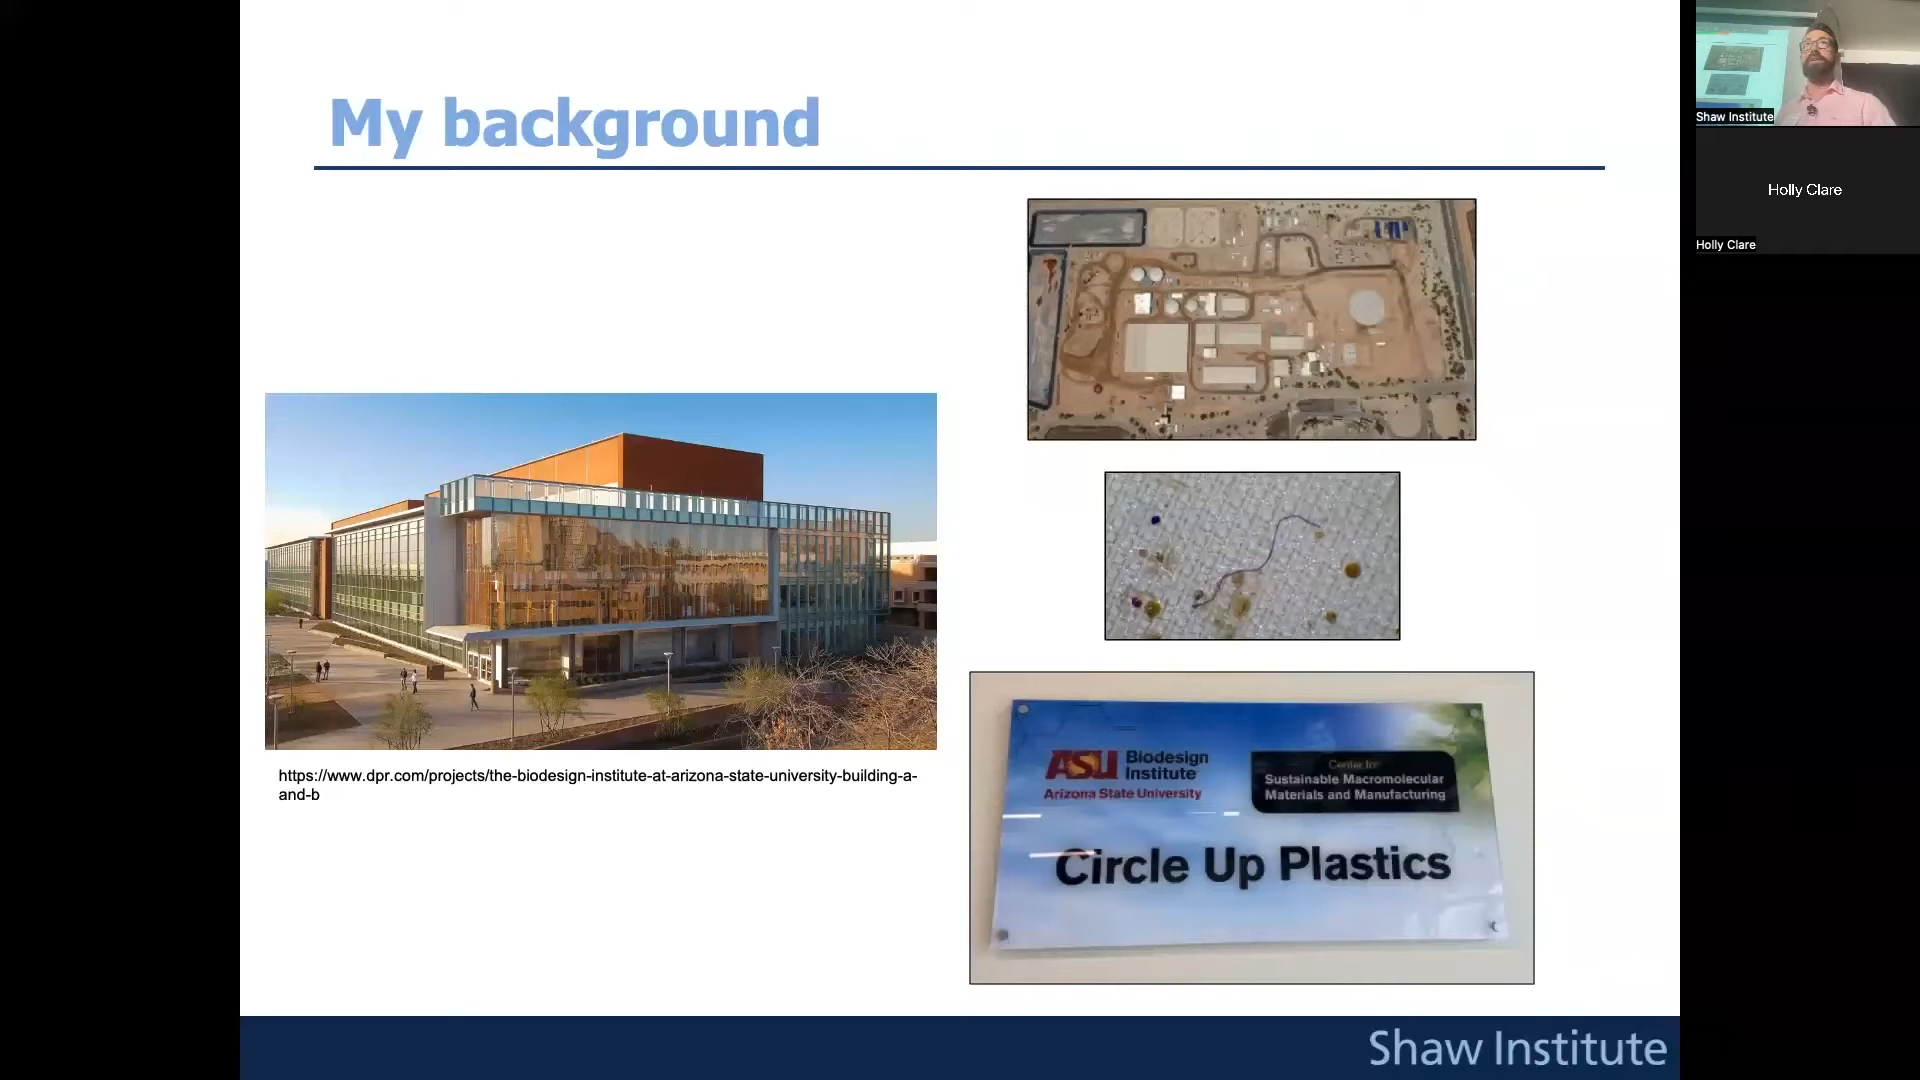 My background
https://www.dpr.com/projects/the-biodesign-institute-at-arizona-state-university-building-a-
and-b
ASU Biodesign
Institute
Arizona State University
Center for
Sustainable Macromolecular
Materials and Manufacturing
Circle Up Plastics
Shaw Institute
Shaw Institute
Holly Clare
Holly Clare